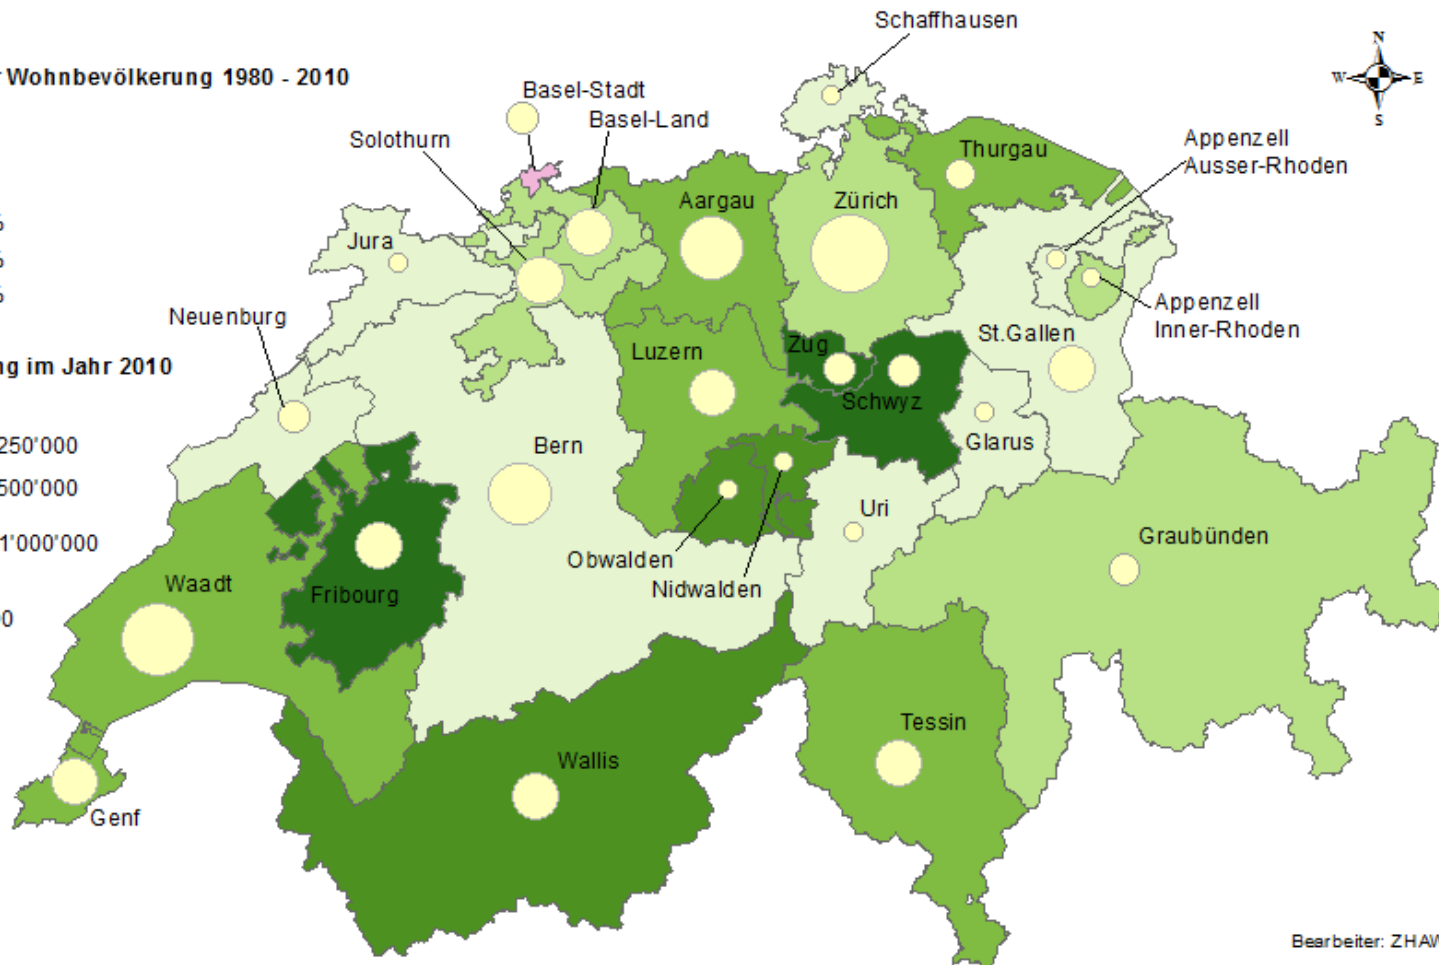 Schaffhausen
N
W
E
S
Wohnbevölkerung 1980 - 2010
Basel-Stadt
Basel-Land
Solothurn
Thurgau
Appenzell
Ausser-Rhoden
Aargau
Zürich
%
Jura
%
%
Appenzell
Inner-Rhoden
Neuenburg
St.Gallen
Zug
Luzern
ng im Jahr 2010
Schwyz
Glarus
Bern
250'000
500'000
Uri
1'000'000
Graubünden
Obwalden
Nidwalden
Waadt
Fribourg
00
Tessin
Wallis
Genf
Bearbeiter: ZHAW